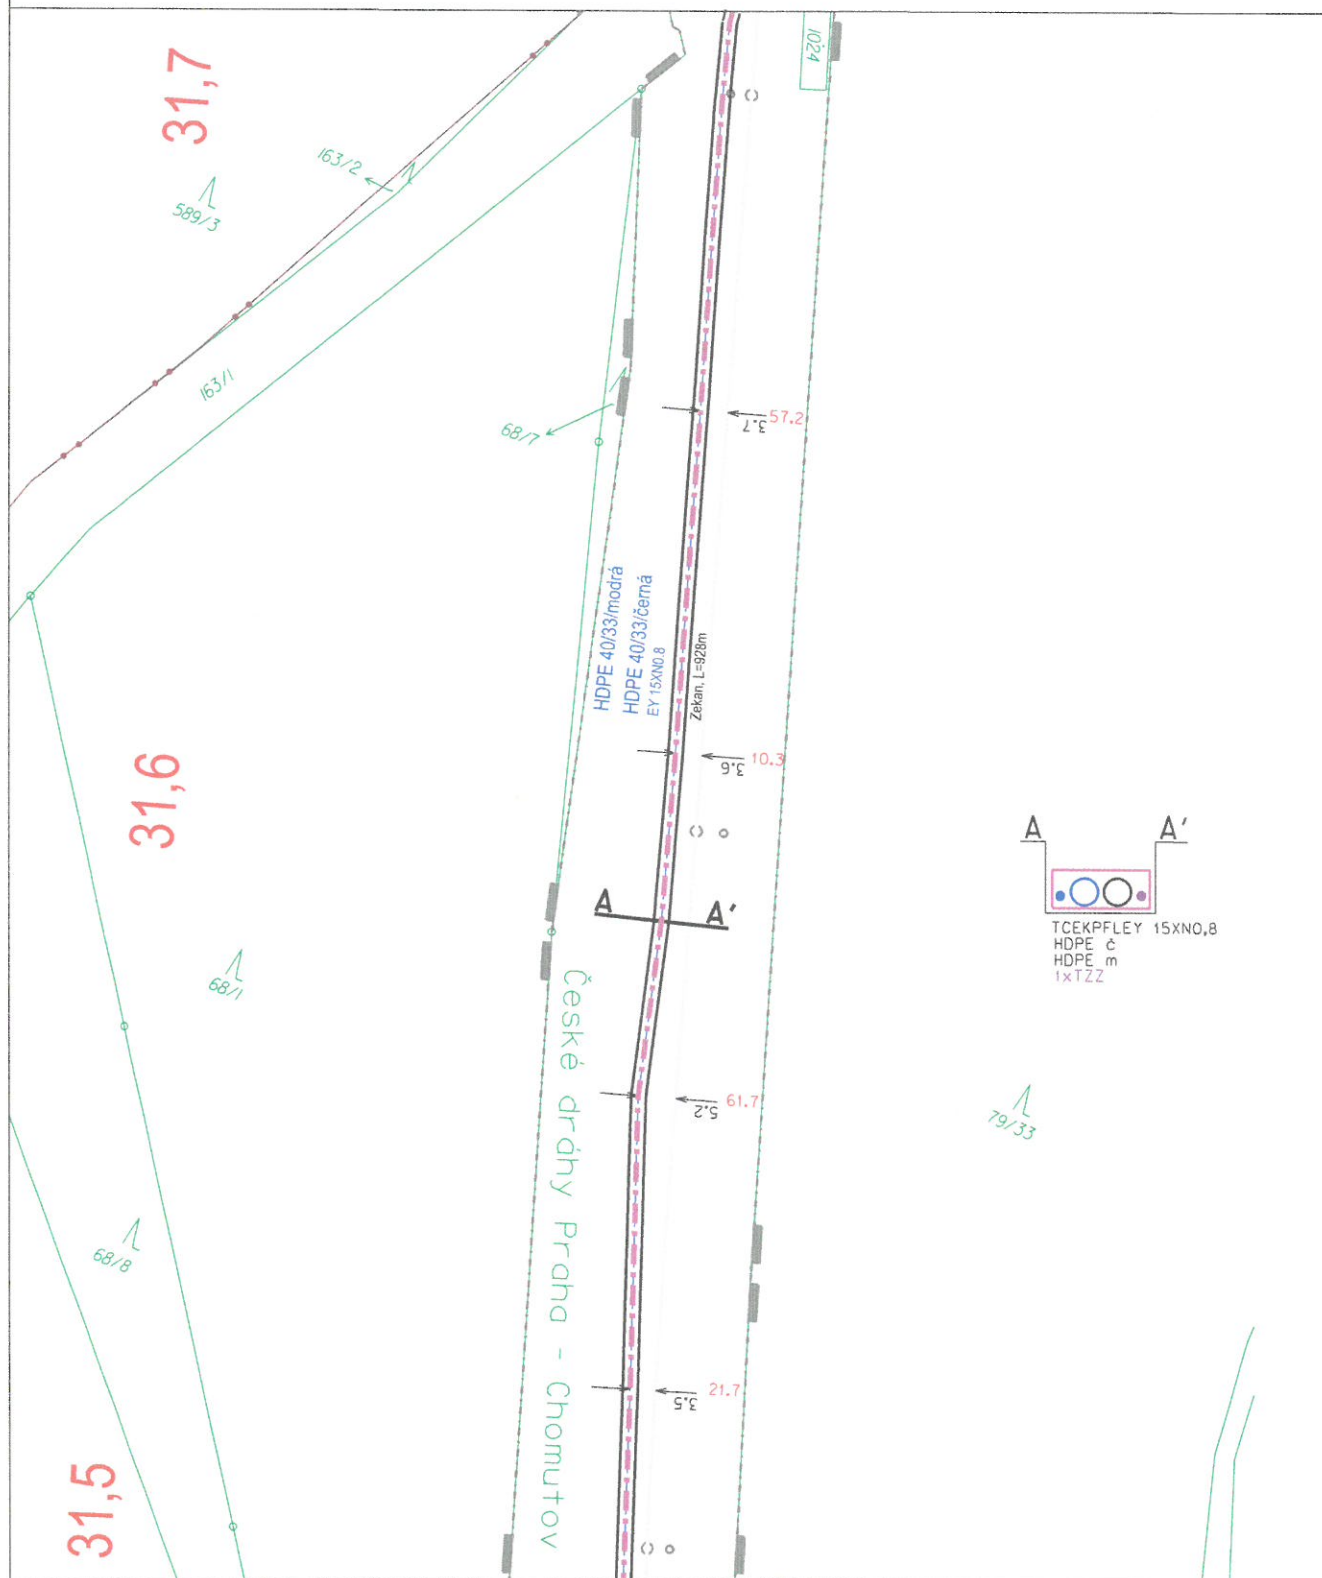 31,7
1024
163/2
589/3
163/1
68/7
57.2
3.7
HDPE 40/33/modrá
HDPE 40/33/černá
EY 15XN0.8
Zekan, L=928m
10.3
3.6
31,6
A A'
A A'
TCEKPFLEY 15XN0,8
HDPE č
HDPE m
1xTZZ
68/1
České dráhy Praha - Chomutov
61.7
5.2
79/33
68/8
21.7
3.5
31,5